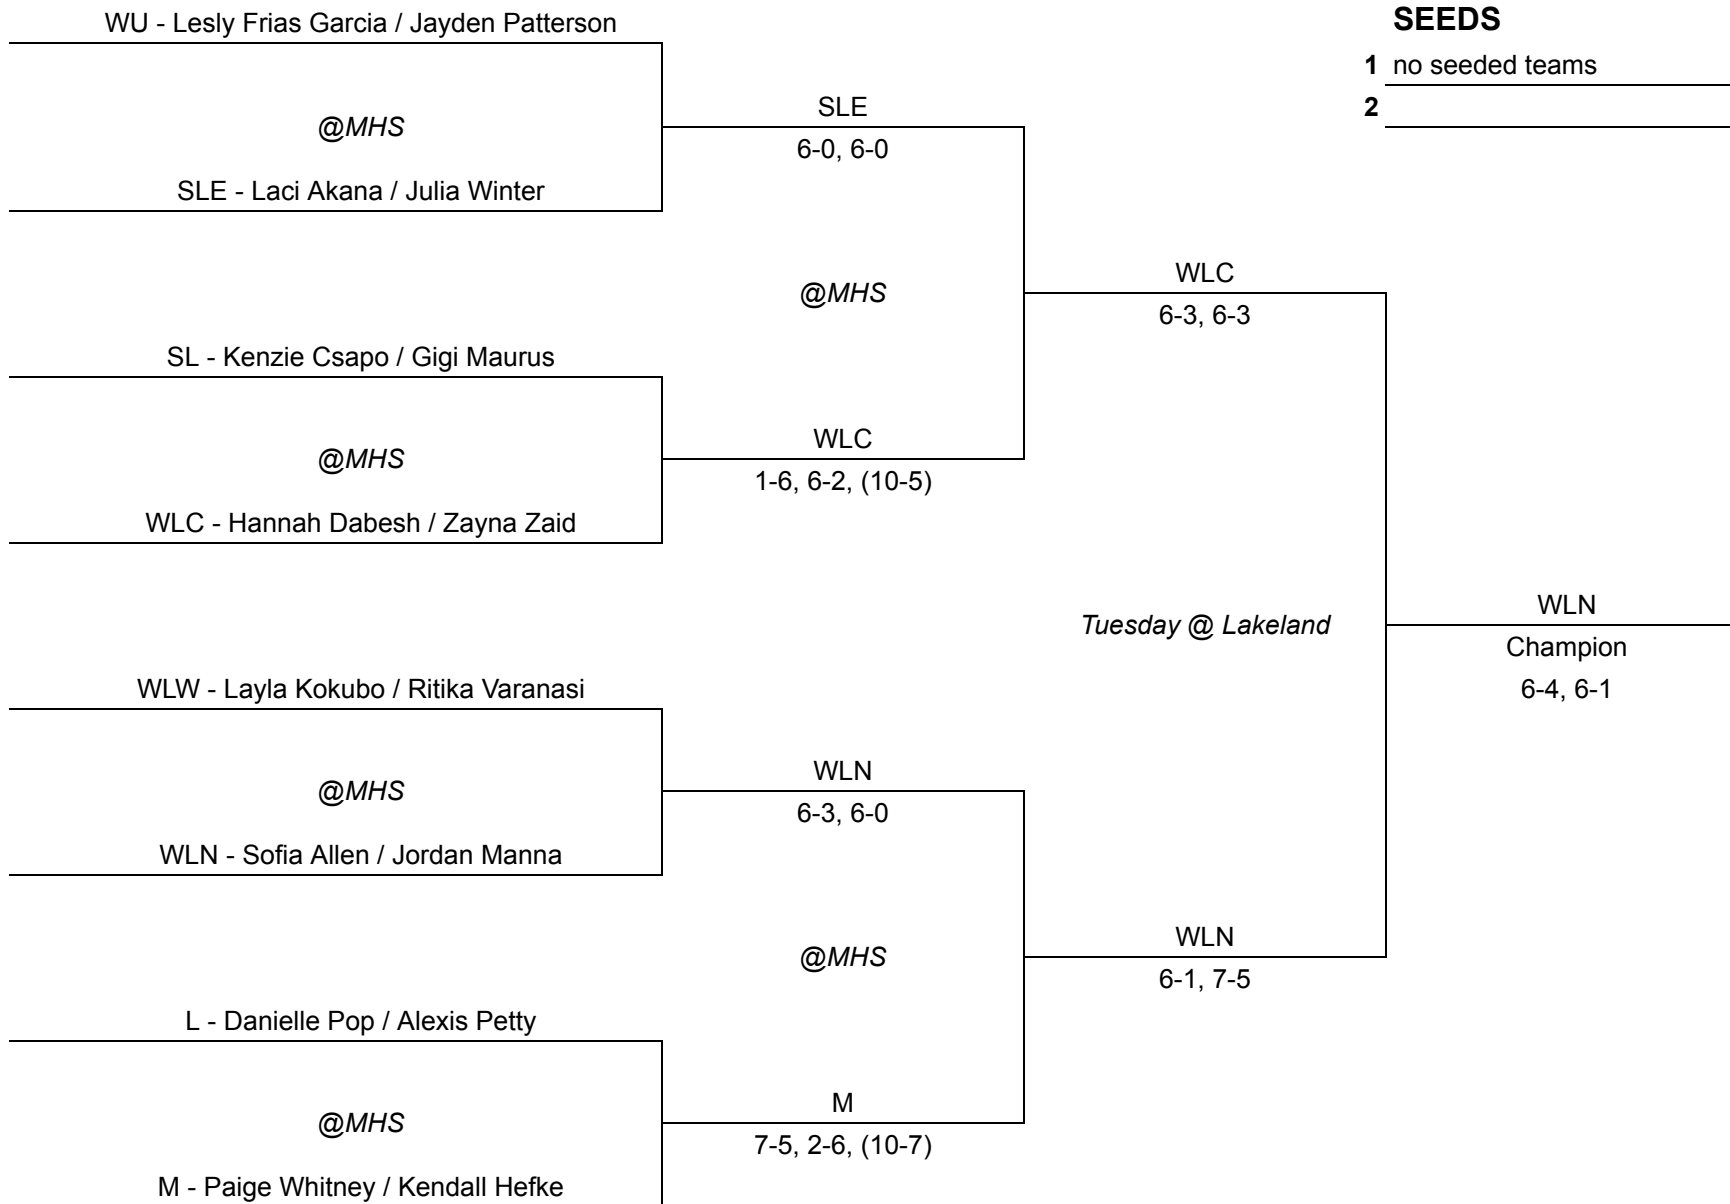 WU - Lesly Frias Garcia / Jayden Patterson
@MHS
SLE - Laci Akana / Julia Winter
SL - Kenzie Csapo / Gigi Maurus
@MHS
WLC - Hannah Dabesh / Zayna Zaid
WLW - Layla Kokubo / Ritika Varanasi
@MHS
WLN - Sofia Allen / Jordan Manna
L - Danielle Pop / Alexis Petty
@MHS
M - Paige Whitney / Kendall Hefke
SLE
6-0, 6-0
@MHS
WLC
1-6, 6-2, (10-5)
WLN
6-3, 6-0
@MHS
M
7-5, 2-6, (10-7)
WLC
6-3, 6-3
Tuesday @ Lakeland
WLN
6-1, 7-5
WLN
Champion
6-4, 6-1
SEEDS
1 no seeded teams
2